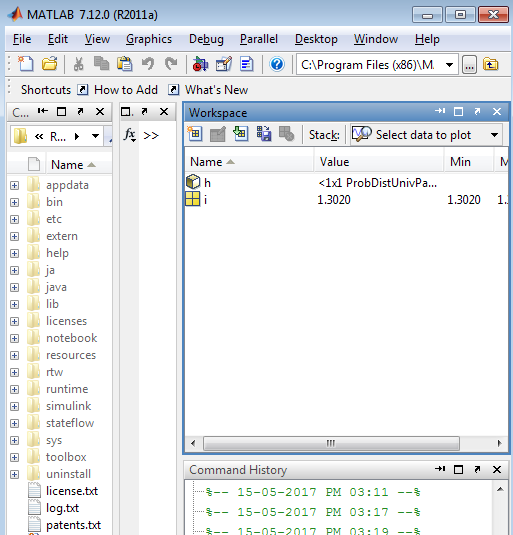 MATLAB 7.12.0 (R2011a)
File Edit View Graphics Debug Parallel Desktop Window Help
C:\Program Files (x86)\M. ...
Shortcuts How to Add What's New
C...
« R...
Name
appdata
bin
etc
extern
help
ja
java
lib
licenses
notebook
resources
rtw
runtime
simulink
stateflow
sys
toolbox
uninstall
license.txt
log.txt
patents.txt
fx >>
Workspace
Stack: Select data to plot
Name Value Min M
h <1x1 ProbDistUnivPa...
i 1.3020 1.3020 1.
Command History
%-- 15-05-2017 PM 03:11 --%
%-- 15-05-2017 PM 03:17 --%
%-- 15-05-2017 PM 03:19 --%